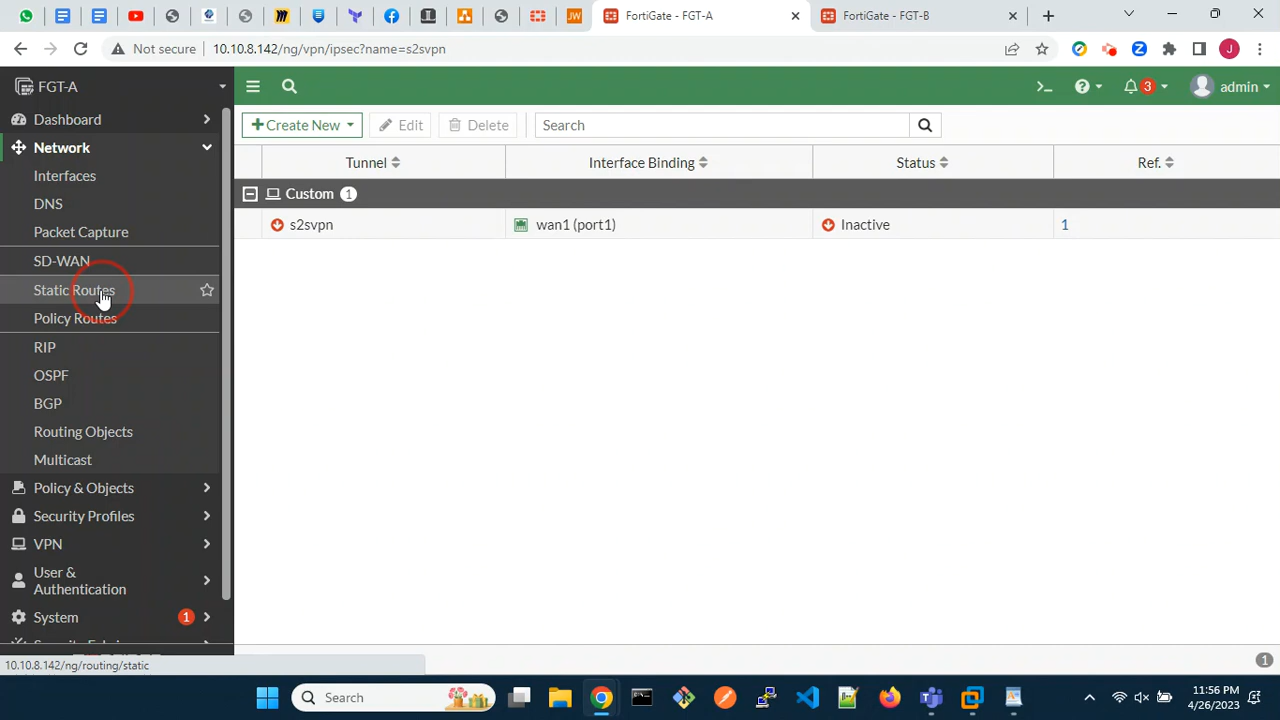 JW
FortiGate - FGT-A
FortiGate - FGT-B
Not secure
10.10.8.142/ng/vpn/ipsec?name=s2svpn
Z
J
FGT-A
>_
3
admin
Dashboard
Network
Interfaces
DNS
Packet Capture
SD-WAN
Static Routes
Policy Routes
RIP
OSPF
BGP
Routing Objects
Multicast
Policy & Objects
Security Profiles
VPN
User &
Authentication
System
1
+Create New
Edit
Delete
Search
Tunnel
Interface Binding
Status
Ref.
Custom 1
s2svpn
wan1 (port1)
Inactive
1
10.10.8.142/ng/routing/static
1
Search
11:56 PM
4/26/2023